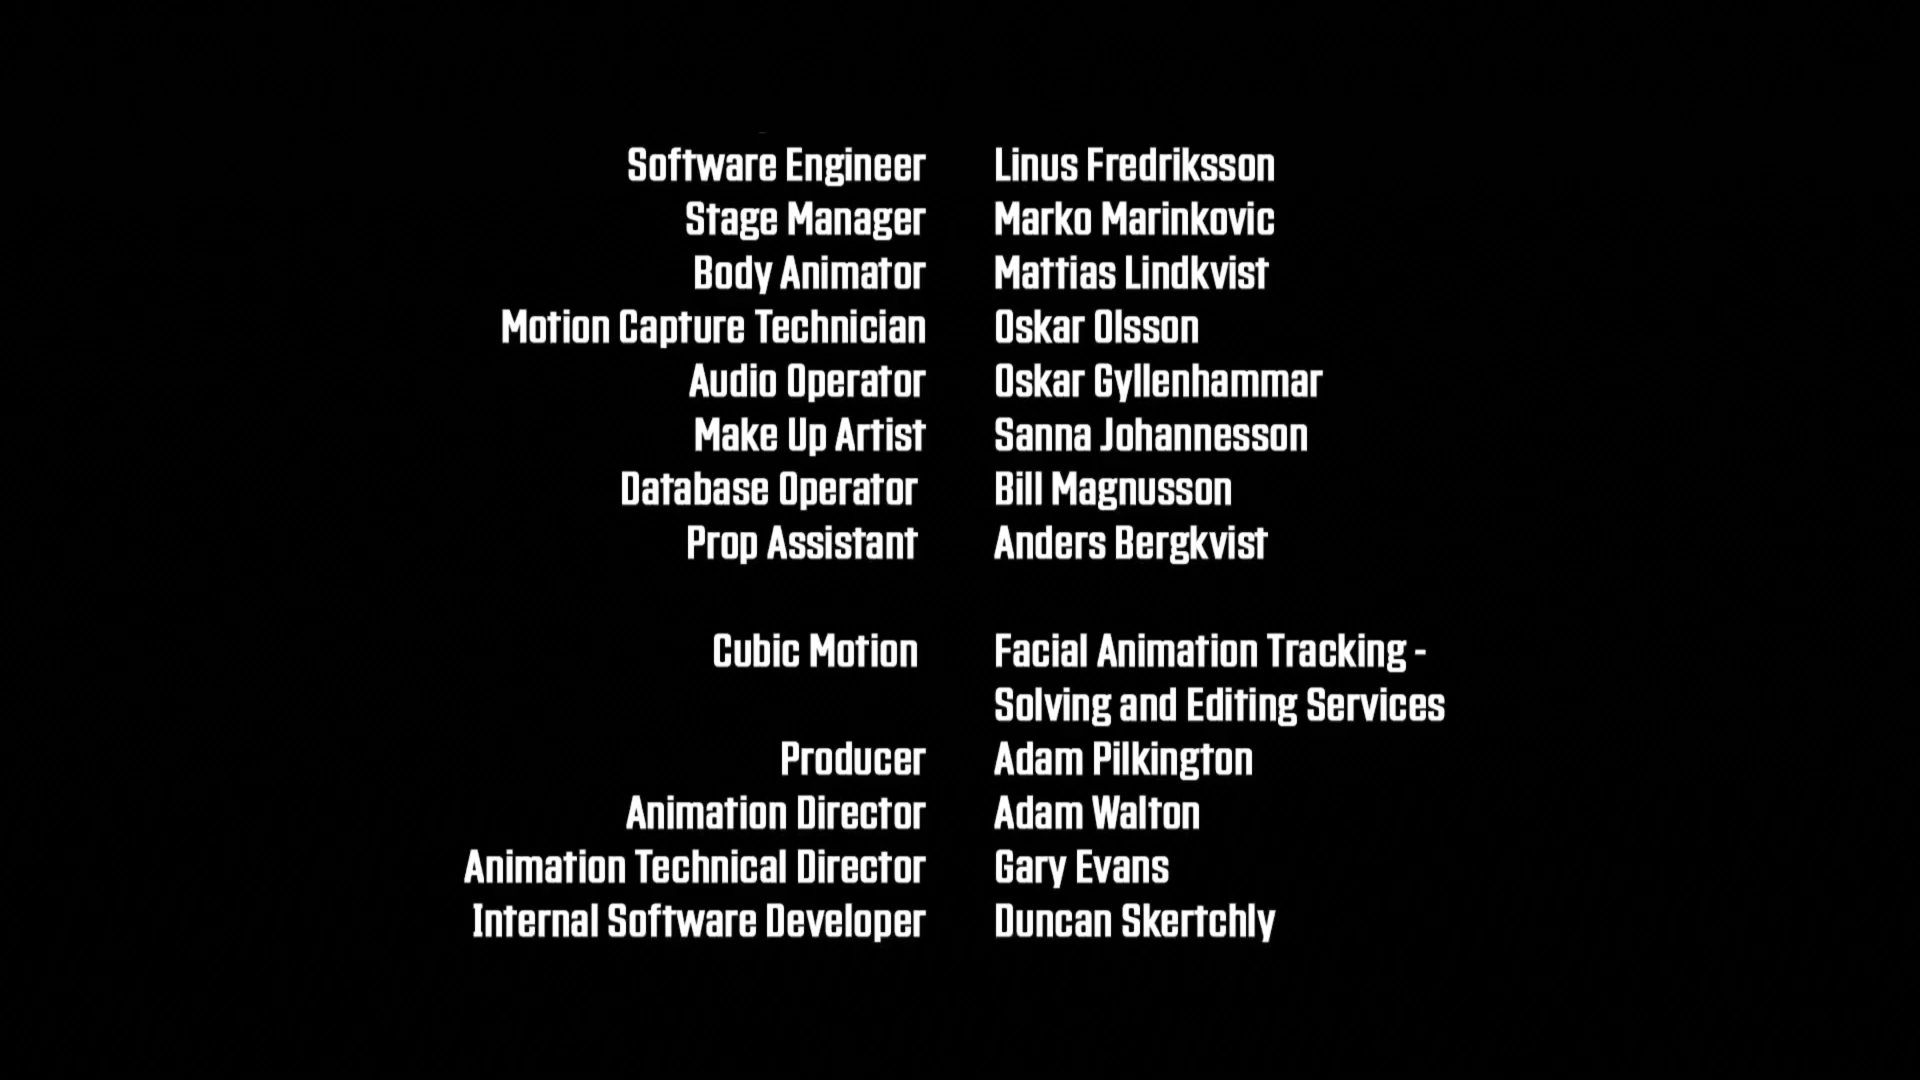 Software Engineer Linus Fredriksson
Stage Manager Marko Marinkovic
Body Animator Mattias Lindkvist
Motion Capture Technician Oskar Olsson
Audio Operator Oskar Gyllenhammar
Make Up Artist Sanna Johannesson
Database Operator Bill Magnusson
Prop Assistant Anders Bergkvist
Cubic Motion Facial Animation Tracking -
Solving and Editing Services
Producer Adam Pilkington
Animation Director Adam Walton
Animation Technical Director Gary Evans
Internal Software Developer Duncan Skertchly